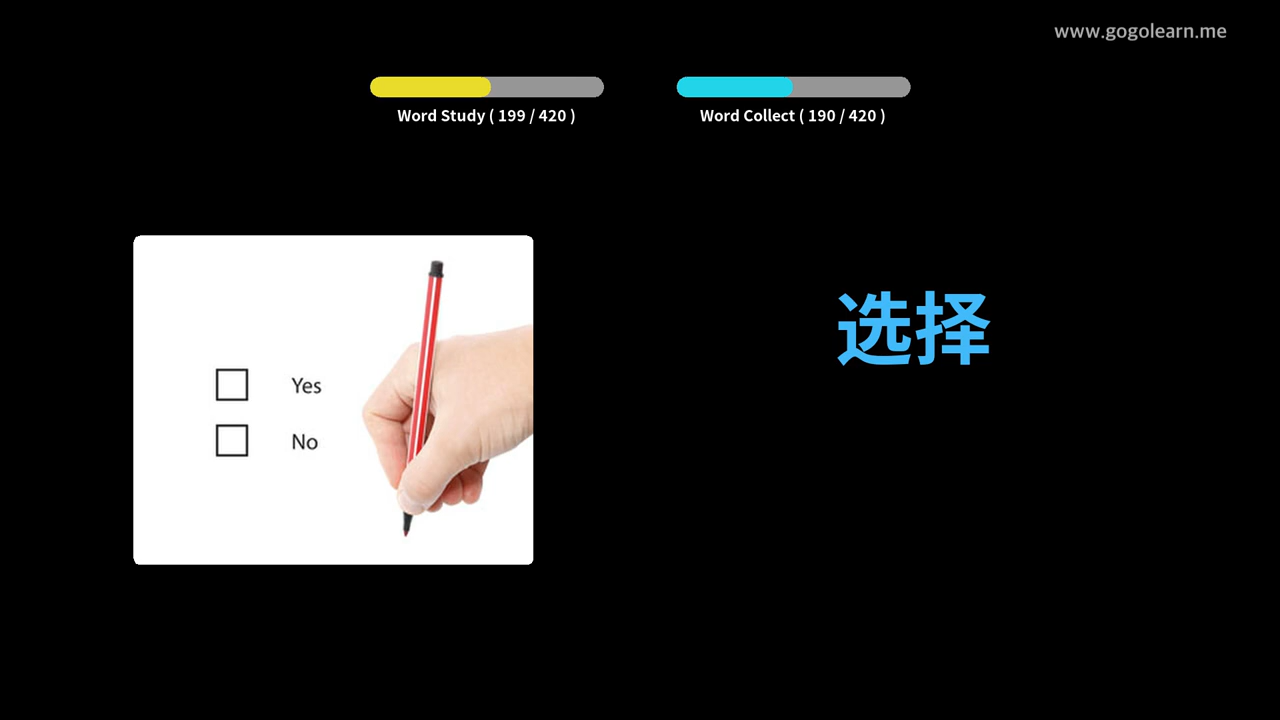 www.gogolearn.me
Word Study ( 199 / 420 )
Word Collect ( 190 / 420 )
选择
Yes
No